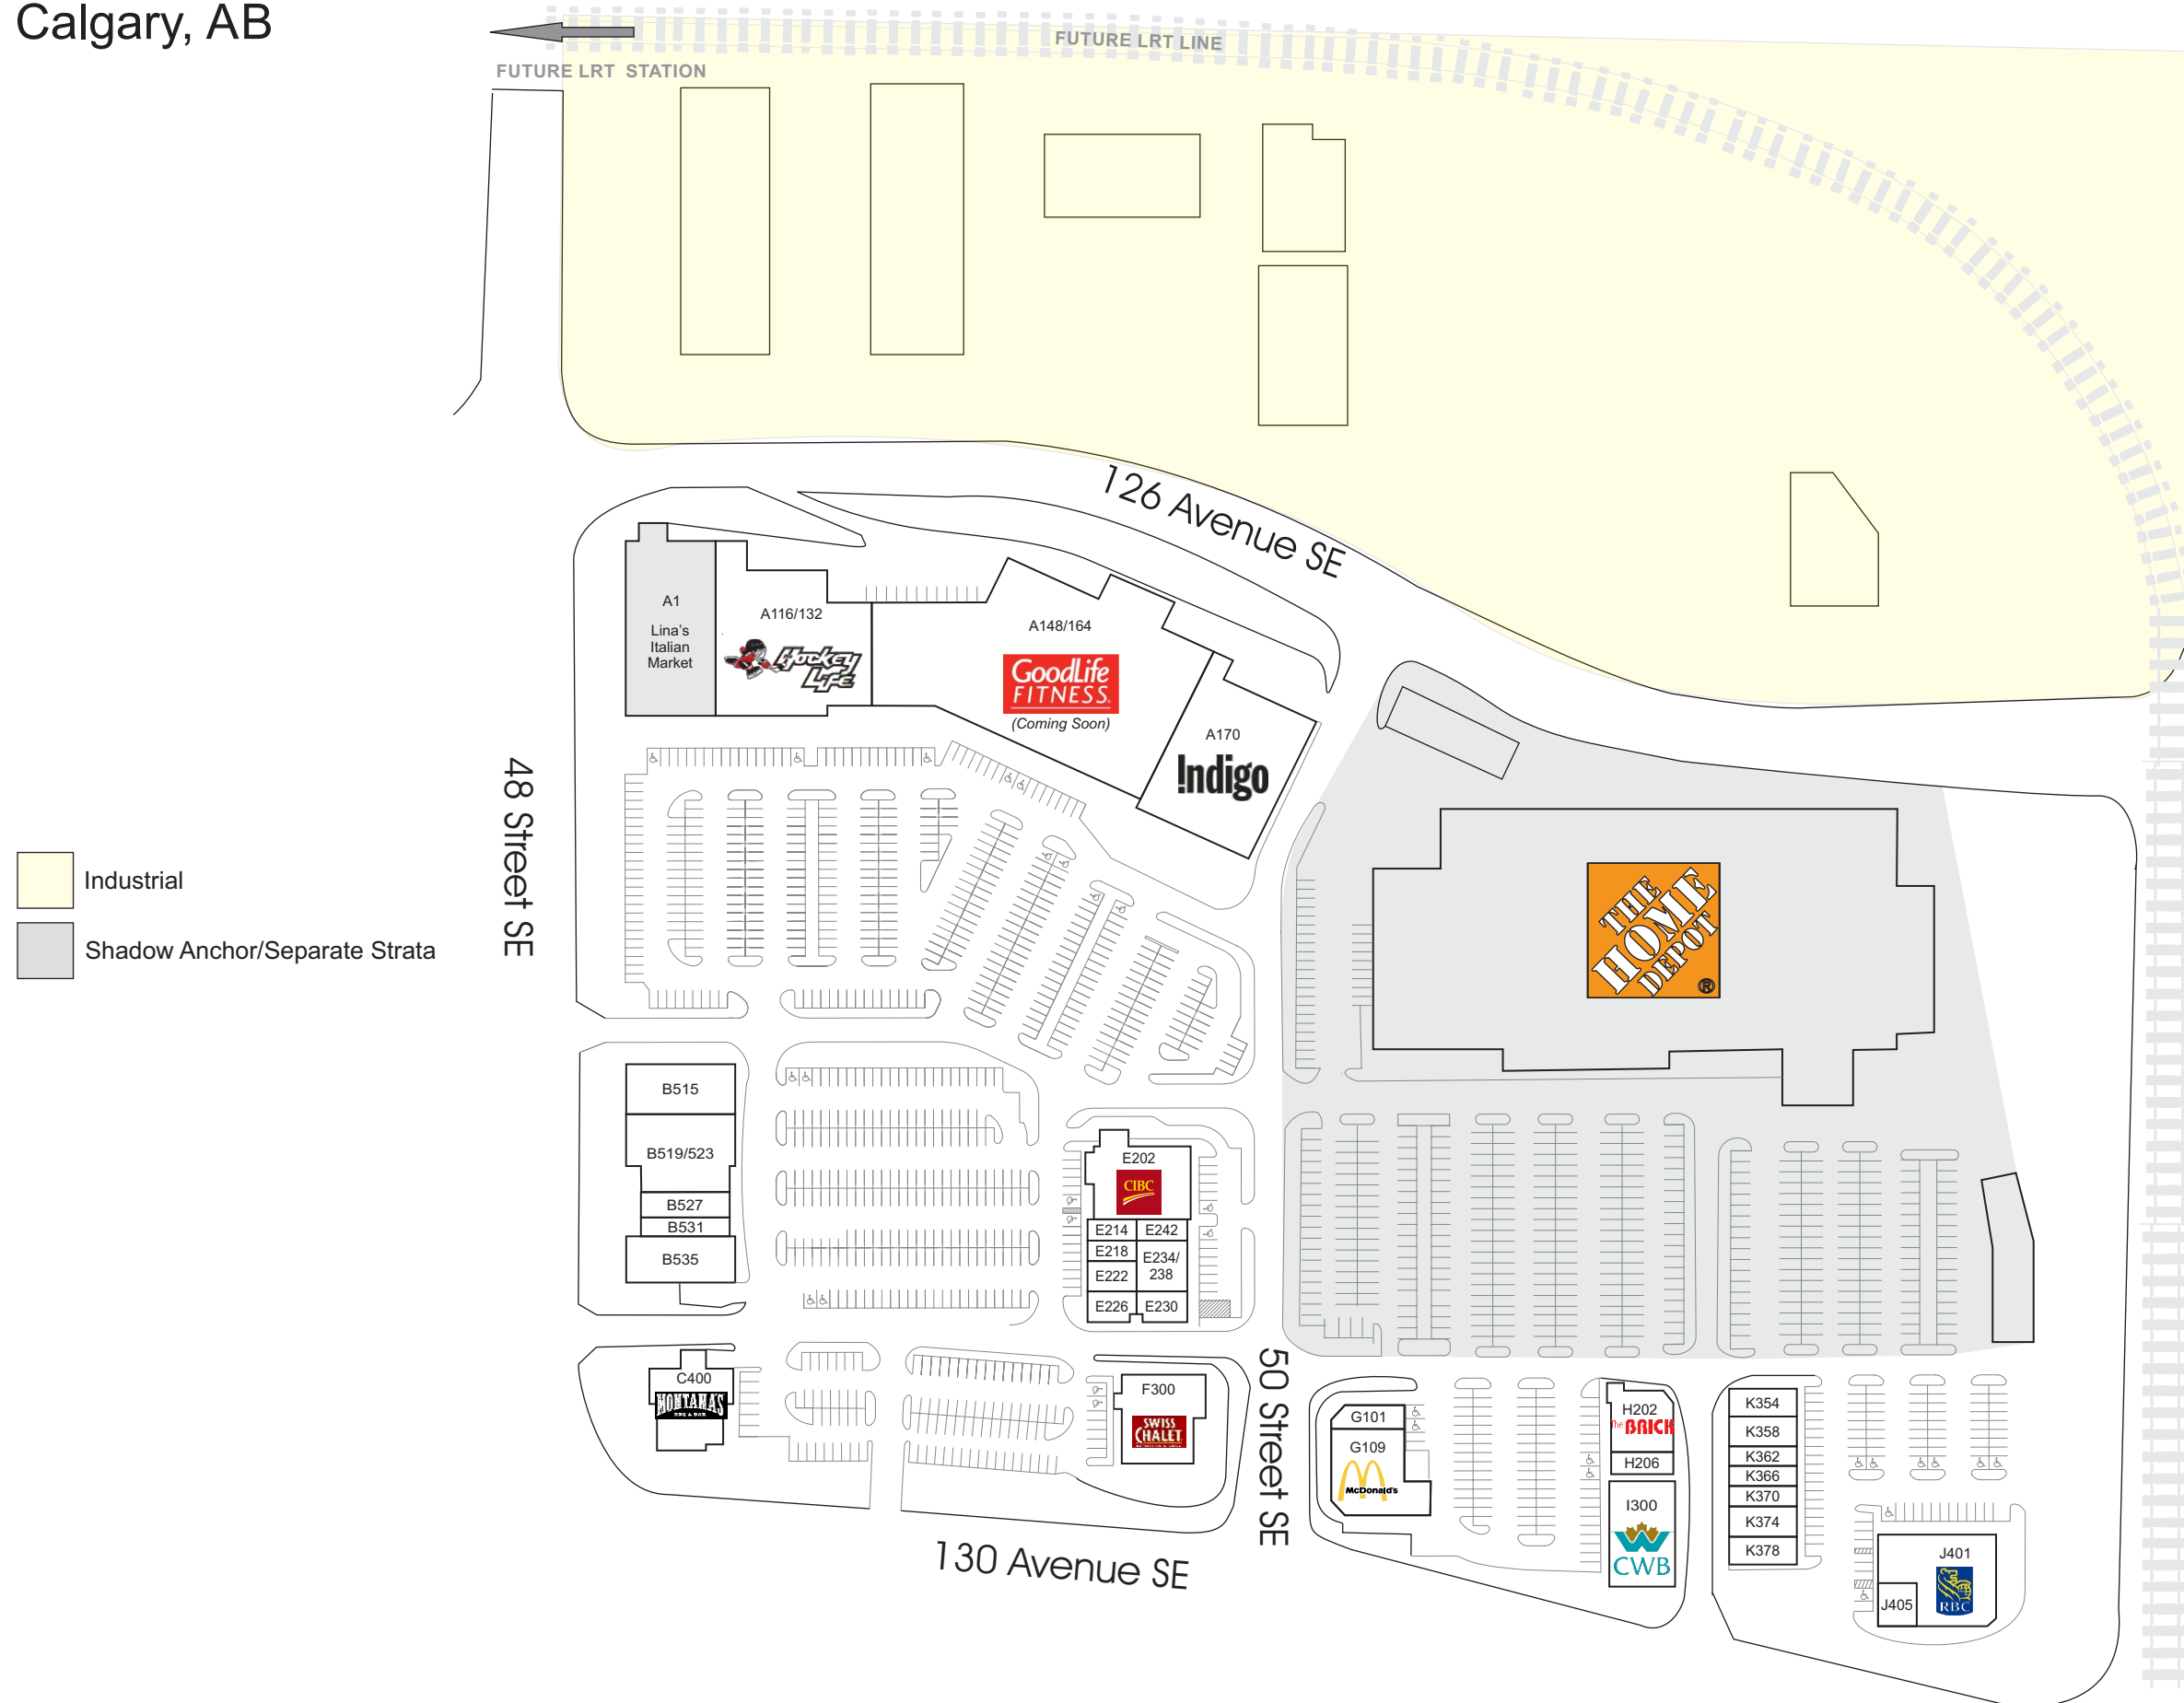 Calgary, AB
FUTURE LRT LINE
FUTURE LRT STATION
126 Avenue SE
A1
Lina's
Italian
Market
A116/132
Hockey
Life
A148/164
GoodLife
FITNESS
(Coming Soon)
A170
!ndigo
48 Street SE
THE
HOME
DEPOT
®
Industrial
Shadow Anchor/Separate Strata
B515
B519/523
B527
B531
B535
E202
CIBC
E214
E242
E218
E234/
238
E222
E226
E230
C400
MONTANA'S
BBQ & BAR
F300
SWISS
CHALET
50 Street SE
G101
G109
McDonald's
H202
The BRICK
H206
I300
CWB
K354
K358
K362
K366
K370
K374
K378
J401
RBC
J405
130 Avenue SE